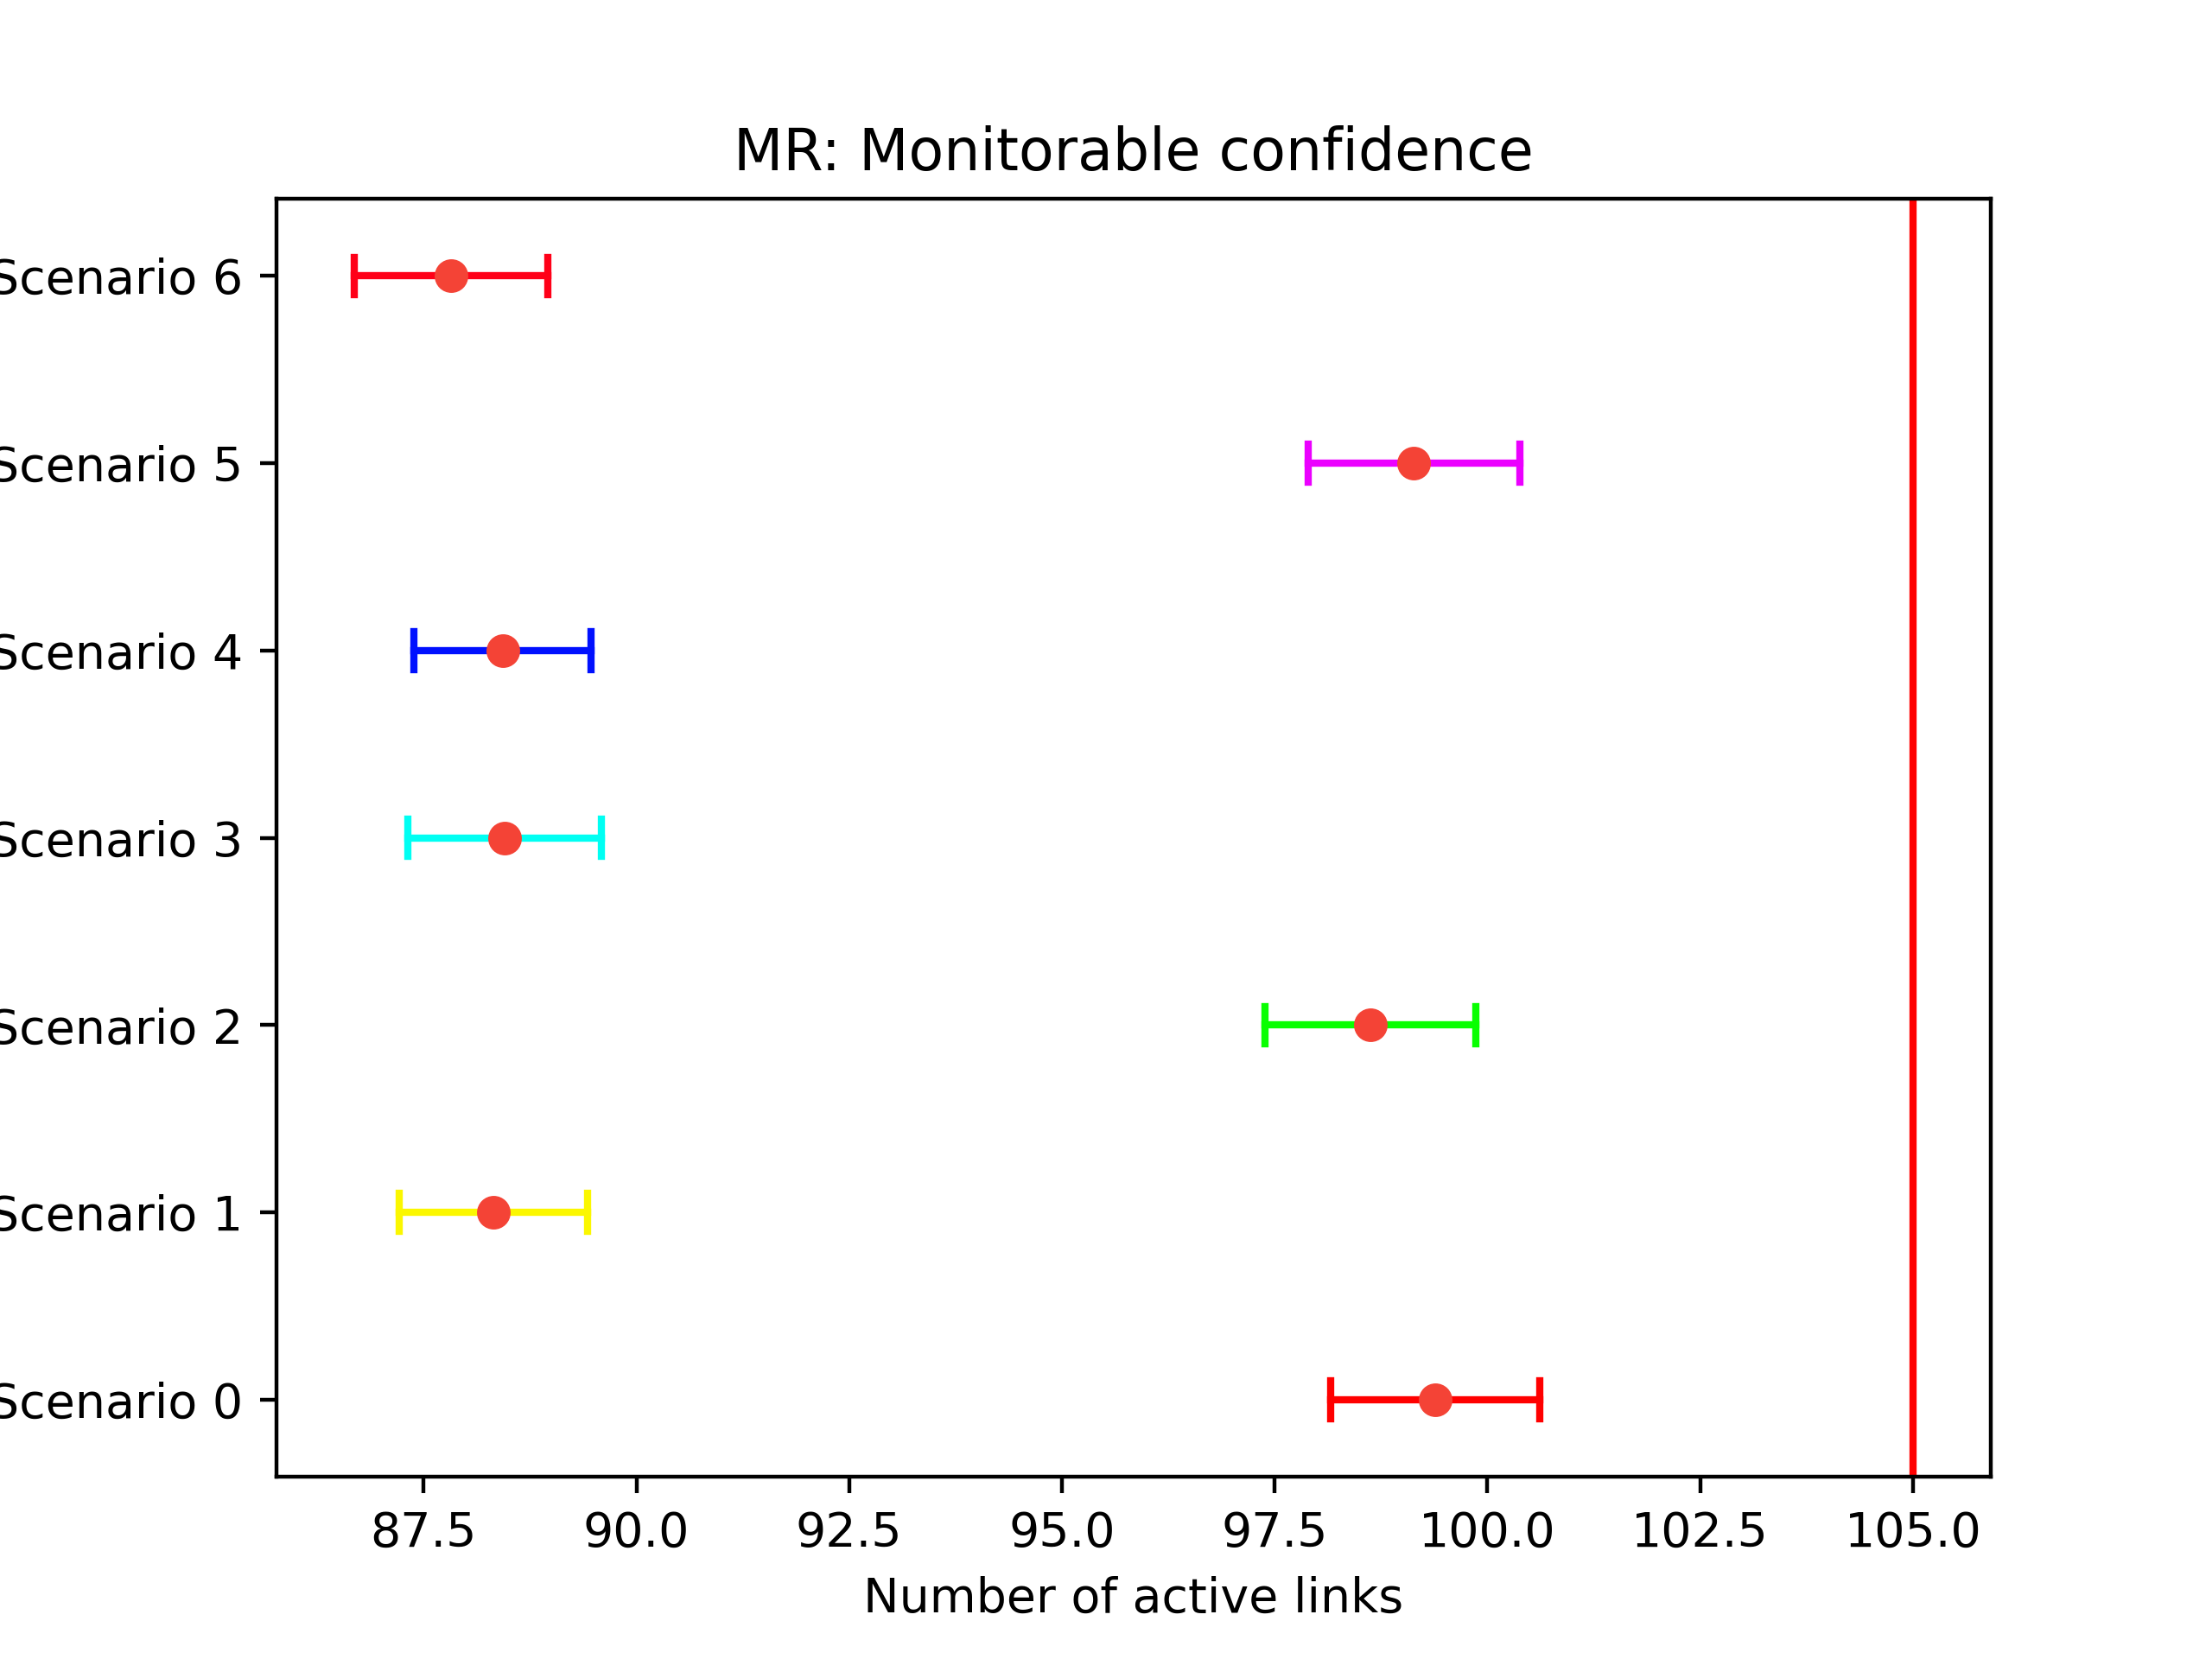 MR: Monitorable confidence
Scenario 6
Scenario 5
Scenario 4
Scenario 3
Scenario 2
Scenario 1
Scenario 0
87.5 90.0 92.5 95.0 97.5 100.0 102.5 105.0
Number of active links